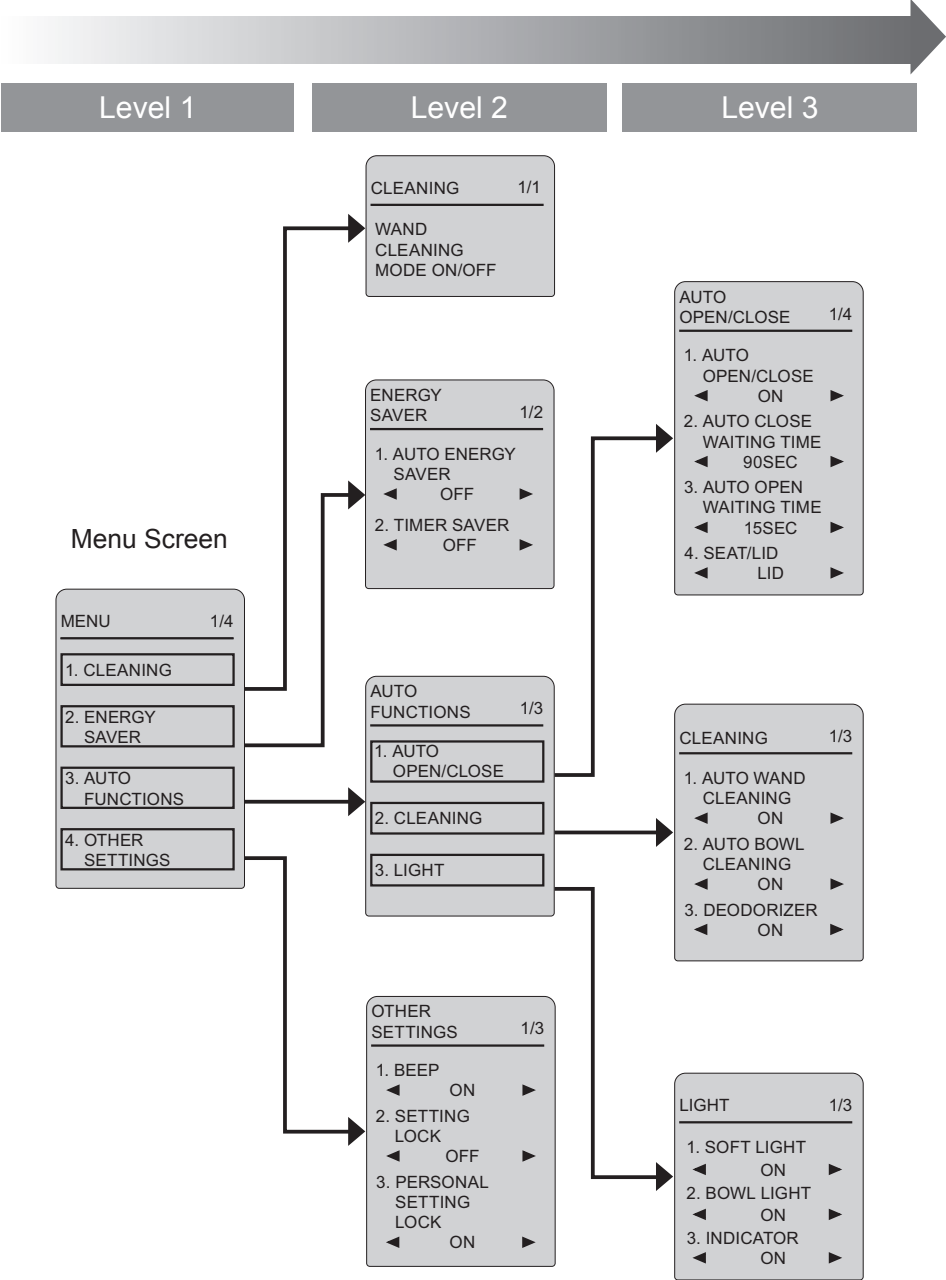 Level 1
Level 2
Level 3
CLEANING 1/1
WAND
CLEANING
MODE ON/OFF
ENERGY
SAVER 1/2
1. AUTO ENERGY
SAVER
◄ OFF ►
2. TIMER SAVER
◄ OFF ►
Menu Screen
MENU 1/4
1. CLEANING
2. ENERGY
SAVER
3. AUTO
FUNCTIONS
4. OTHER
SETTINGS
AUTO
FUNCTIONS 1/3
1. AUTO
OPEN/CLOSE
2. CLEANING
3. LIGHT
OTHER
SETTINGS 1/3
1. BEEP
◄ ON ►
2. SETTING
LOCK
◄ OFF ►
3. PERSONAL
SETTING
LOCK
◄ ON ►
AUTO
OPEN/CLOSE 1/4
1. AUTO
OPEN/CLOSE
◄ ON ►
2. AUTO CLOSE
WAITING TIME
◄ 90SEC ►
3. AUTO OPEN
WAITING TIME
◄ 15SEC ►
4. SEAT/LID
◄ LID ►
CLEANING 1/3
1. AUTO WAND
CLEANING
◄ ON ►
2. AUTO BOWL
CLEANING
◄ ON ►
3. DEODORIZER
◄ ON ►
LIGHT 1/3
1. SOFT LIGHT
◄ ON ►
2. BOWL LIGHT
◄ ON ►
3. INDICATOR
◄ ON ►